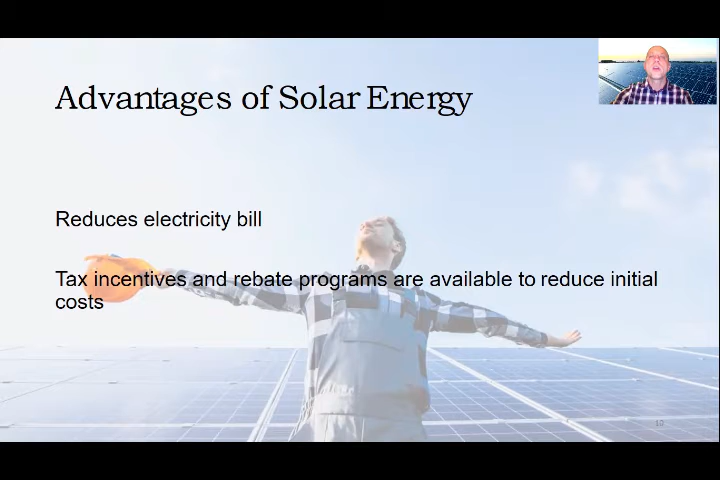 Advantages of Solar Energy
Reduces electricity bill
Tax incentives and rebate programs are available to reduce initial
costs